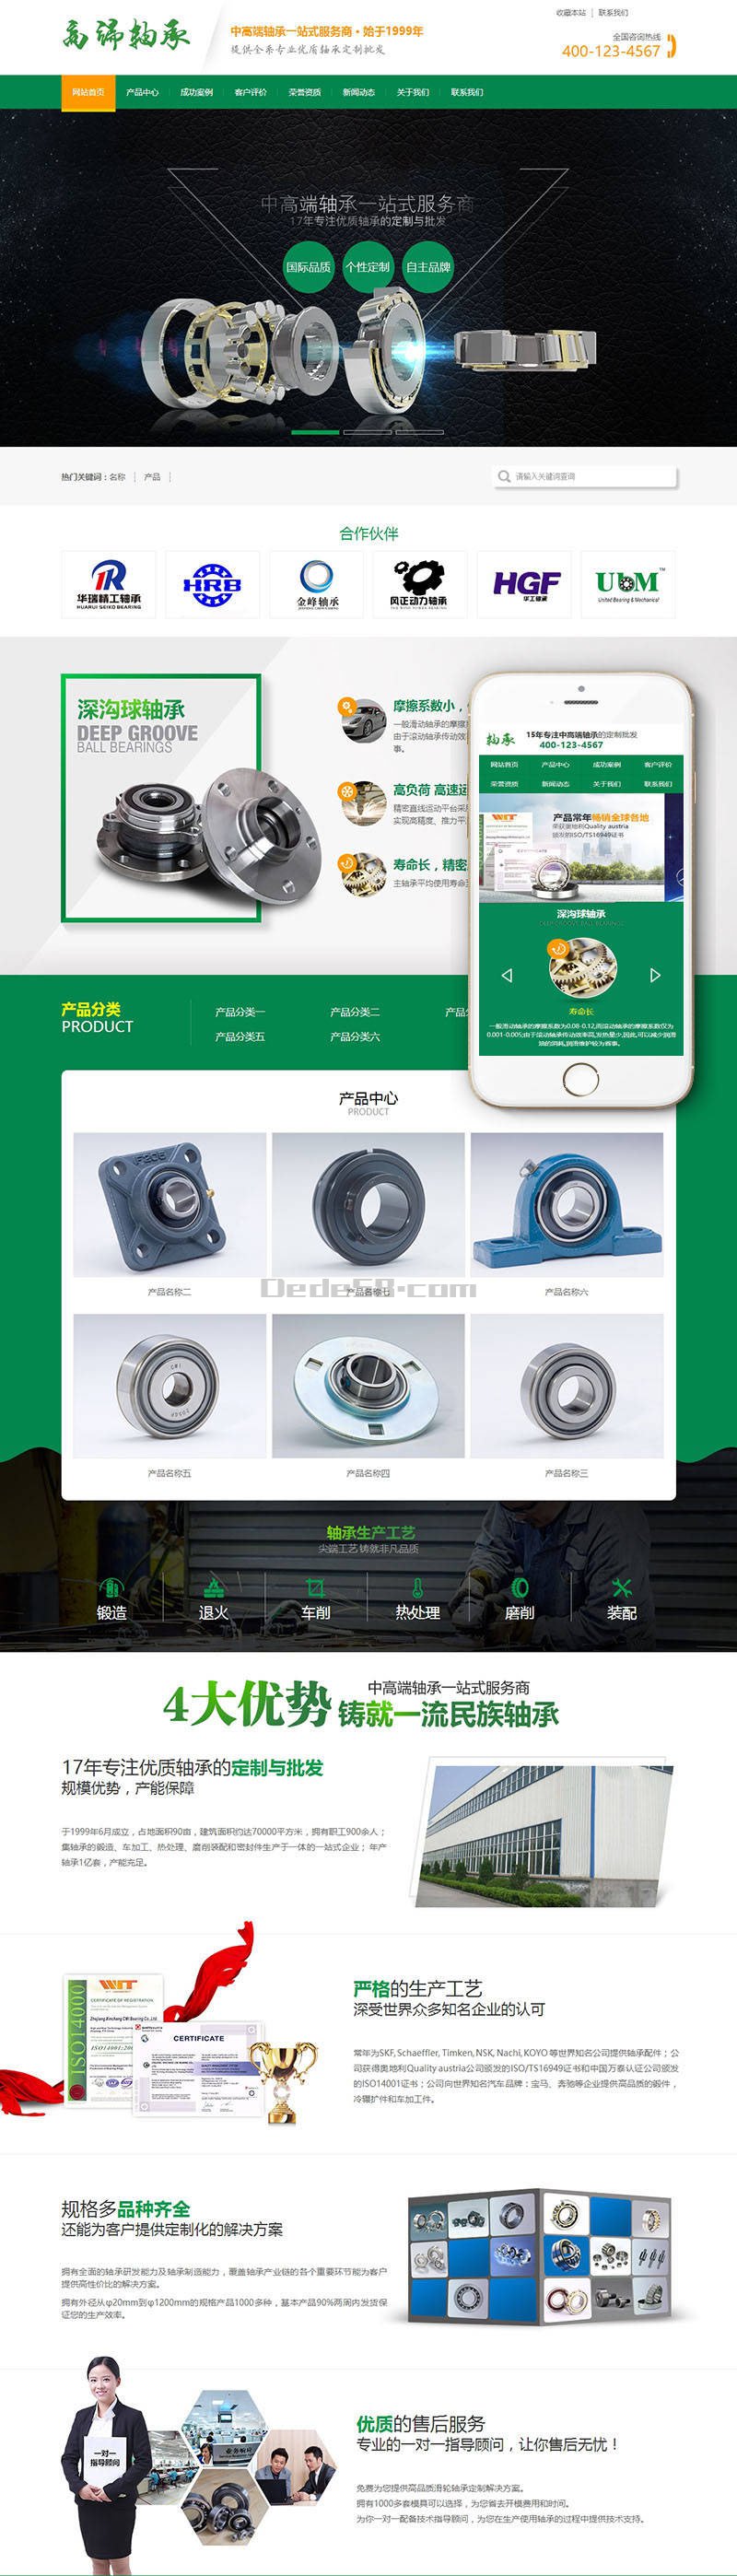 高端轴承
中高端轴承一站式服务商·始于1999年
提供全系专业优质轴承定制批发
收藏本站 | 联系我们
全国咨询热线
400-123-4567
网站首页 产品中心 成功案例 客户评价 荣誉资质 新闻动态 关于我们 联系我们
中高端轴承一站式服务商
17年专注优质轴承的定制与批发
国际品质 个性定制 自主品牌
热门关键词：名称 产品
请输入关键词查询
合作伙伴
华瑞精工轴承
HUARUI SEIKO BEARING
HRB
金峰轴承
风正动力轴承
HGF
华工轴承
UBM™
United Bearing & Mechanical
深沟球轴承
DEEP GROOVE
BALL BEARINGS
摩擦系数小，
一般滑动轴承的摩擦
由于滚动轴承传动效
事。
高负荷 高速运
精密直线运动平台采
实现高精度、推力平
寿命长，精密
主轴承平均使用寿命
轴承
15年专注中高端轴承的定制批发
400-123-4567
网站首页 产品中心 成功案例 客户评价
荣誉资质 新闻动态 关于我们 联系我们
WIT
产品常年畅销全球各地
荣获奥地利Quality austria
颁发的ISO/TS16949证书
深沟球轴承
DEEP GROOVE BALL BEARINGS
寿命长
一般滑动轴承的摩擦系数为0.08-0.12,而滚动轴承的摩擦系数仅为
0.001-0.005;由于滚动轴承传动效率高,发热量少,因此,可以减少润滑
油的消耗,润滑维护较为省事。
产品分类
PRODUCT
产品分类一 产品分类二 产品分
产品分类五 产品分类六
产品中心
PRODUCT
F205
产品名称二
产品名称七
产品名称六
Dede58.com
CWI
产品名称五
产品名称四
产品名称三
轴承生产工艺
尖端工艺 铸就非凡品质
锻造 退火 车削 热处理 磨削 装配
4大优势
中高端轴承一站式服务商
铸就一流民族轴承
17年专注优质轴承的定制与批发
规模优势，产能保障
于1999年6月成立，占地面积90亩，建筑面积约达70000平方米，拥有职工900余人；
集轴承的锻造、车加工、热处理、磨削装配和密封件生产于一体的一站式企业；年产
轴承1亿套，产能充足。
WIT
CERTIFICATE OF REGISTRATION
ISO14000
CERTIFICATE
严格的生产工艺
深受世界众多知名企业的认可
常年为SKF, Schaeffler, Timken, NSK, Nachi, KOYO 等世界知名公司提供轴承配件；公
司获得奥地利Quality austria公司颁发的ISO/TS16949证书和中国万泰认证公司颁发
的ISO14001证书；公司向世界知名汽车品牌：宝马、奔驰等企业提供高品质的锻件，
冷辗扩件和车加工件。
规格多品种齐全
还能为客户提供定制化的解决方案
拥有全面的轴承研发能力及轴承制造能力，覆盖轴承产业链的各个重要环节能为客户
提供高性价比的解决方案。
拥有外径从φ20mm到φ1200mm的规格产品1000多种，基本产品90%两周内发货保
证您的生产效率。
一对一
指导顾问
优质的售后服务
专业的一对一指导顾问，让你售后无忧！
免费为您提供高品质滑轮轴承定制解决方案。
拥有1000多套模具可以选择，为您省去开模费用和时间。
为你一对一配备技术指导顾问，为您在生产使用轴承的过程中提供技术支持。